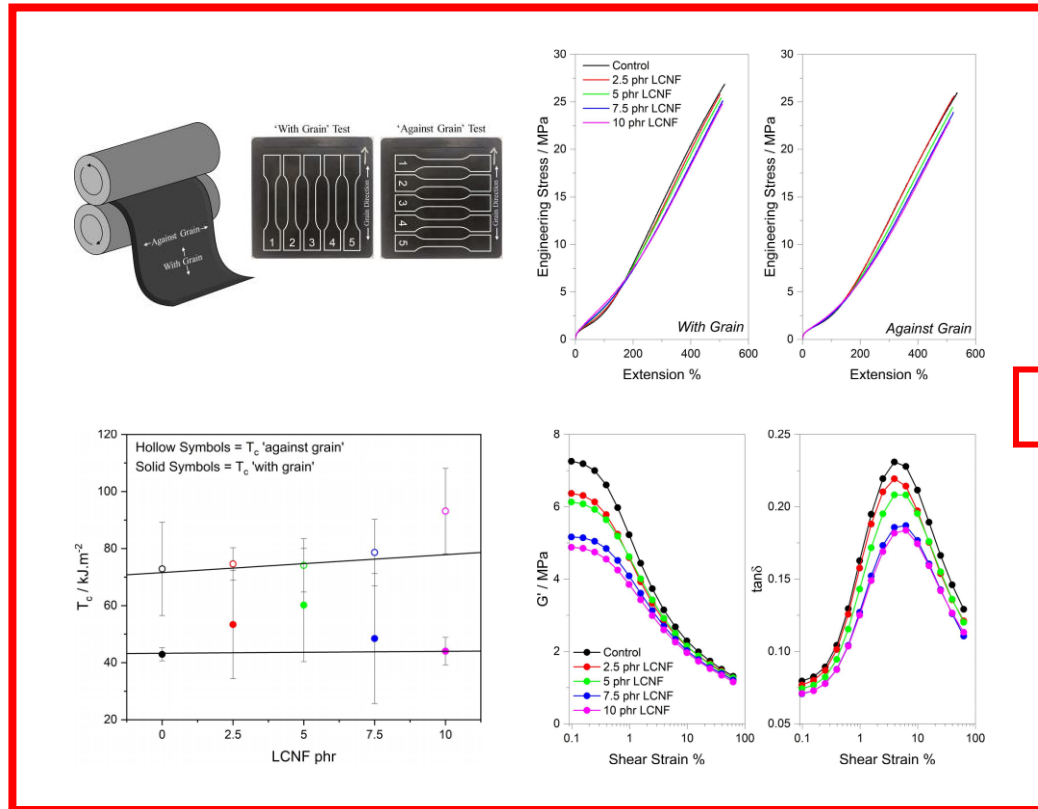 'With Grain' Test
'Against Grain' Test
Against Grain
With Grain
1 2 3 4 5
Grain Direction
1
2
3
4
5
Grain Direction
30
25
20
15
10
5
0
Engineering Stress / MPa
Control
2.5 phr LCNF
5 phr LCNF
7.5 phr LCNF
10 phr LCNF
With Grain
0 200 400 600
Extension %
30
25
20
15
10
5
0
Engineering Stress / MPa
Against Grain
0 200 400 600
Extension %
120
100
80
60
40
20
T_c / kJ.m⁻²
Hollow Symbols = T_c 'against grain'
Solid Symbols = T_c 'with grain'
0 2.5 5 7.5 10
LCNF phr
8
6
4
2
0
G' / MPa
Control
2.5 phr LCNF
5 phr LCNF
7.5 phr LCNF
10 phr LCNF
0.1 1 10 100
Shear Strain %
0.25
0.20
0.15
0.10
0.05
tanδ
0.1 1 10 100
Shear Strain %